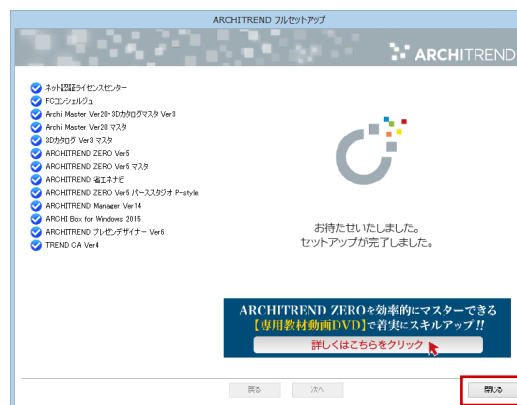 ARCHITREND フルセットアップ
ARCHITREND
ネット認証ライセンスセンター
FCコンシェルジュ
Archi Master Ver20・3Dカタログマスタ Ver3
Archi Master Ver20 マスタ
3Dカタログ Ver3 マスタ
ARCHITREND ZERO Ver5
ARCHITREND ZERO Ver5 マスタ
ARCHITREND 省エネナビ
ARCHITREND ZERO Ver5 パーススタジオ P-style
ARCHITREND Manager Ver14
ARCHI Box for Windows 2015
ARCHITREND プレゼンデザイナー Ver6
TREND CA Ver4
お待たせいたしました。
セットアップが完了しました。
ARCHITREND ZEROを効率的にマスターできる
【専用教材動画DVD】で着実にスキルアップ!!
詳しくはこちらをクリック
戻る 次へ 閉じる